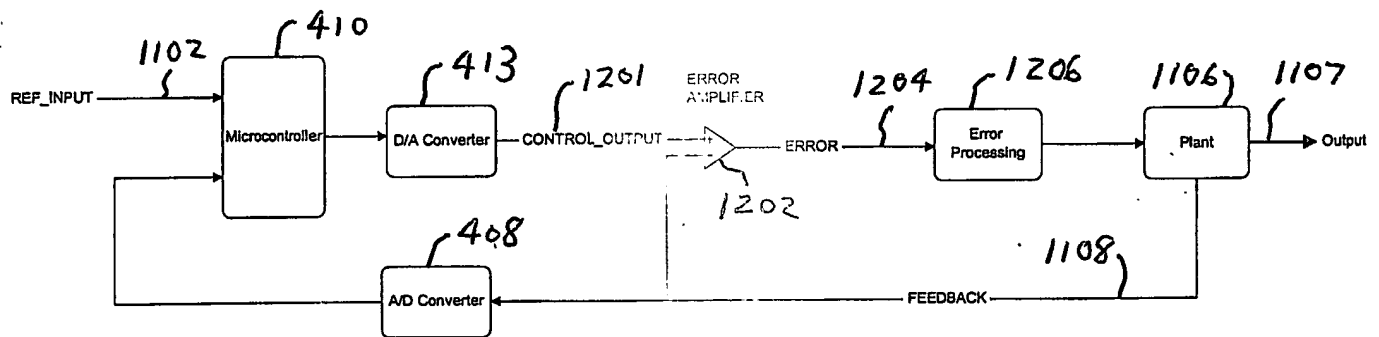 410
1102
413
1201
ERROR
AMPLIFIER
1204
1206
1106
1107
REF_INPUT
Microcontroller
D/A Converter
CONTROL_OUTPUT
+
-
ERROR
Error
Processing
Plant
Output
1202
408
1108
A/D Converter
FEEDBACK